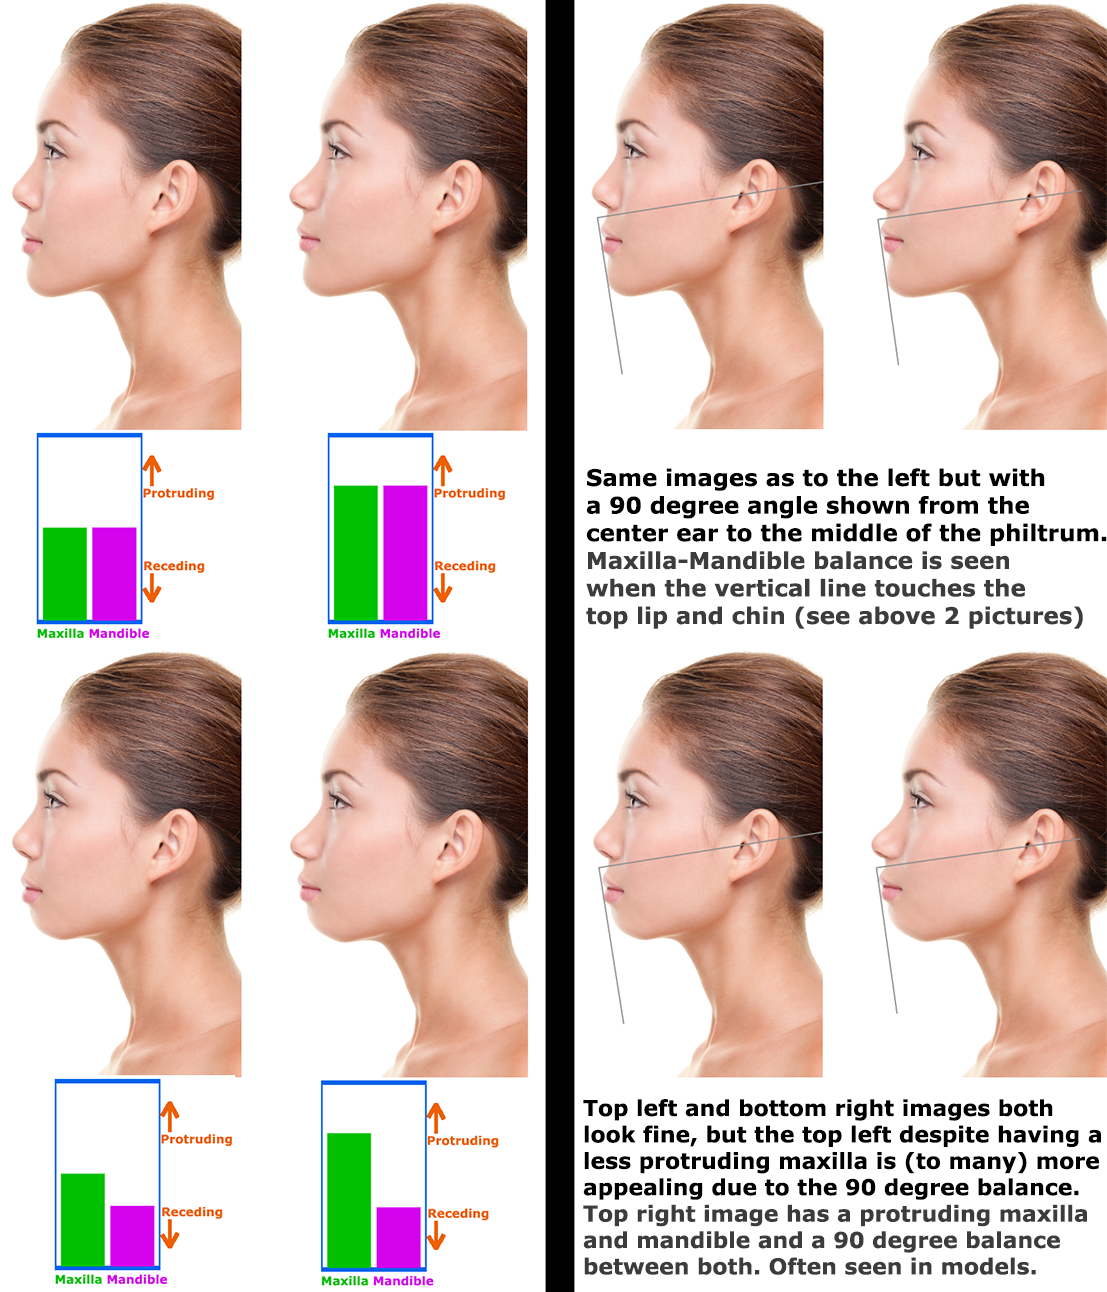 Protruding
Receding
Maxilla Mandible
Protruding
Receding
Maxilla Mandible
Same images as to the left but with
a 90 degree angle shown from the
center ear to the middle of the philtrum.
Maxilla-Mandible balance is seen
when the vertical line touches the
top lip and chin (see above 2 pictures)
Protruding
Receding
Maxilla Mandible
Protruding
Receding
Maxilla Mandible
Top left and bottom right images both
look fine, but the top left despite having a
less protruding maxilla is (to many) more
appealing due to the 90 degree balance.
Top right image has a protruding maxilla
and mandible and a 90 degree balance
between both. Often seen in models.